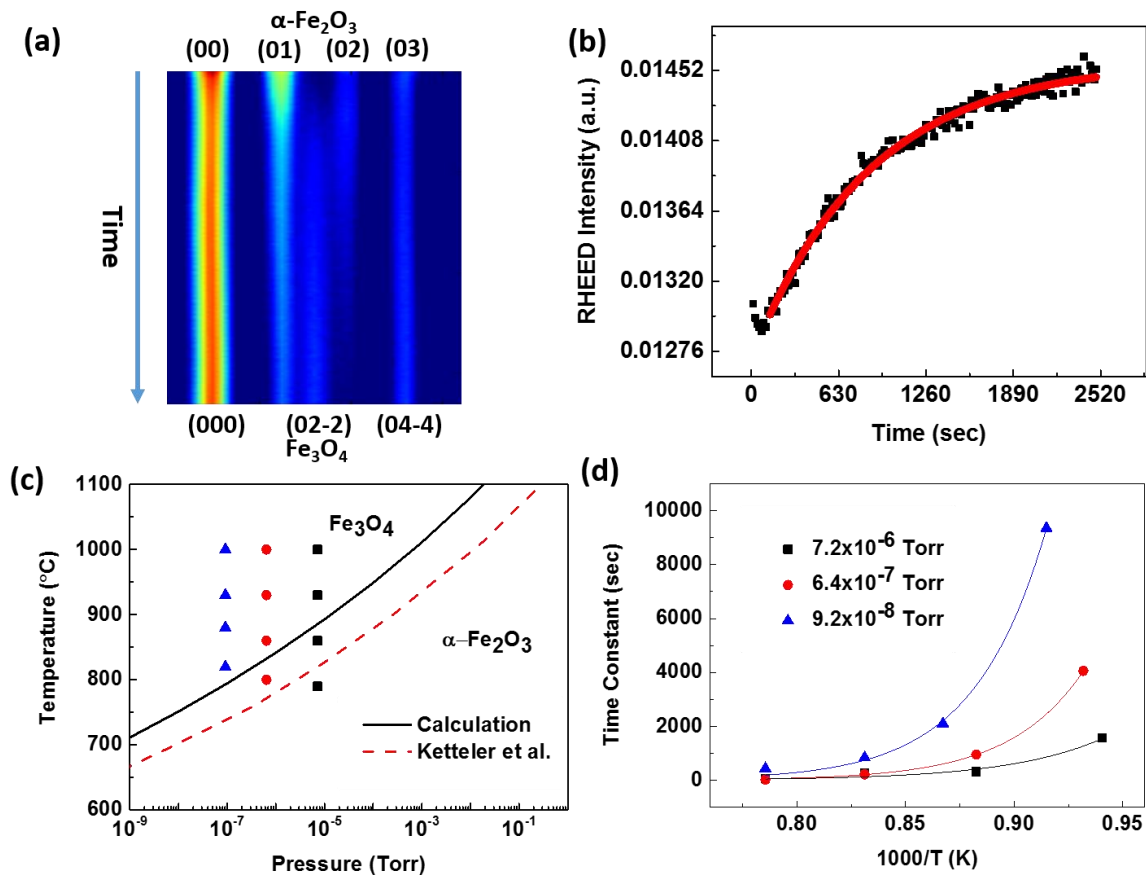 (a)
α-Fe₂O₃
(00) (01) (02) (03)
Time
(000) (02-2) (04-4)
Fe₃O₄
(b)
RHEED Intensity (a.u.)
0.01452
0.01408
0.01364
0.01320
0.01276
0 630 1260 1890 2520
Time (sec)
(c)
Temperature (°C)
1100
1000
900
800
700
600
Fe₃O₄
α–Fe₂O₃
Calculation
Ketteler et al.
10⁻⁹ 10⁻⁷ 10⁻⁵ 10⁻³ 10⁻¹
Pressure (Torr)
(d)
Time Constant (sec)
10000
8000
6000
4000
2000
0
7.2x10⁻⁶ Torr
6.4x10⁻⁷ Torr
9.2x10⁻⁸ Torr
0.80 0.85 0.90 0.95
1000/T (K)